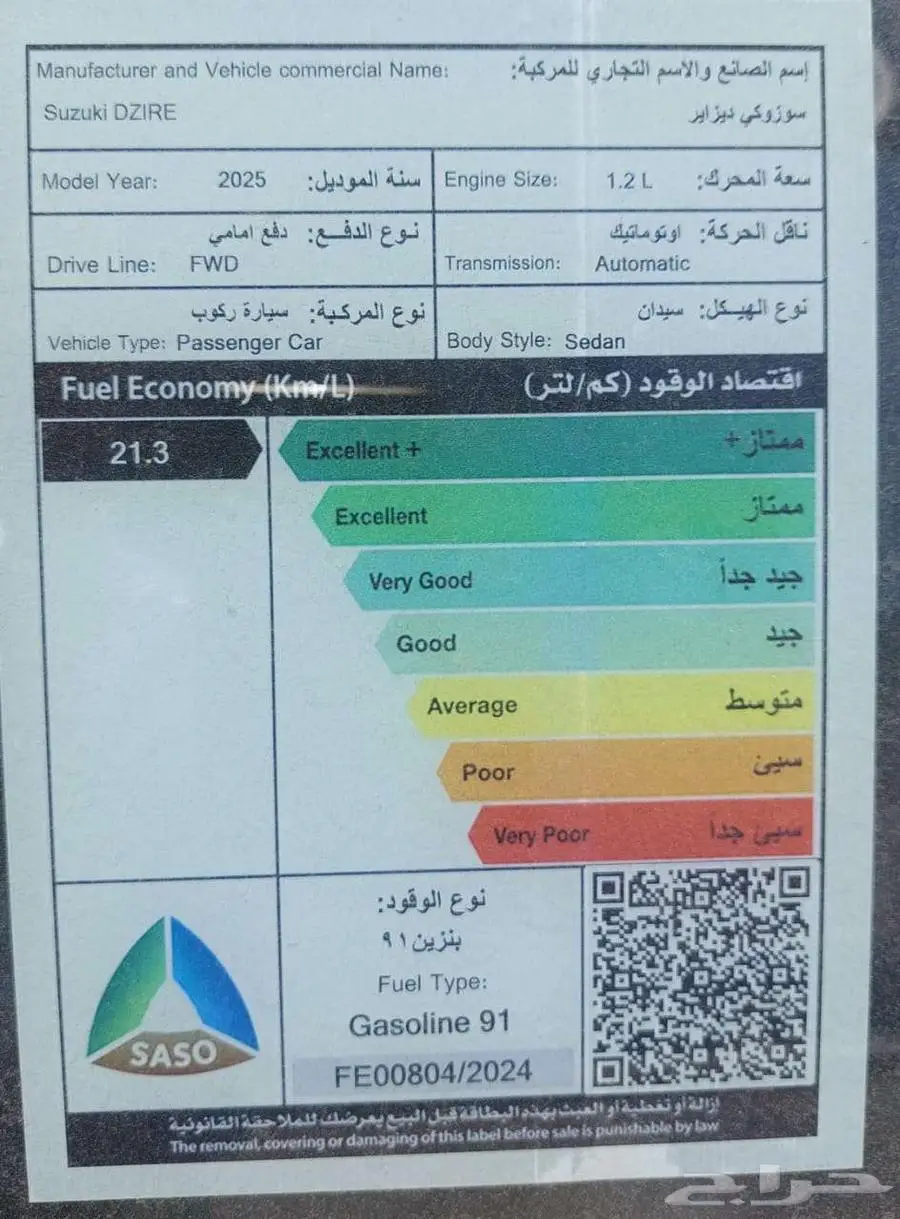 Manufacturer and Vehicle commercial Name: إسم الصانع والاسم التجاري للمركبة:
Suzuki DZIRE سوزوكي ديزاير
Model Year: 2025 سنة الموديل:
Engine Size: 1.2 L سعة المحرك:
نوع الدفع: دفع امامي
Drive Line: FWD
ناقل الحركة: اوتوماتيك
Transmission: Automatic
نوع المركبة: سيارة ركوب
Vehicle Type: Passenger Car
نوع الهيكل: سيدان
Body Style: Sedan
Fuel Economy (Km/L) اقتصاد الوقود (كم/لتر)
21.3
Excellent + ممتاز+
Excellent ممتاز
Very Good جيد جداً
Good جيد
Average متوسط
Poor سيئ
Very Poor سيئ جدا
نوع الوقود:
بنزين ٩١
Fuel Type:
Gasoline 91
FE00804/2024
SASO
إزالة أو تغطية أو العبث بهذه البطاقة قبل البيع يعرضك للملاحقة القانونية
The removal, covering or damaging of this label before sale is punishable by law
حراج